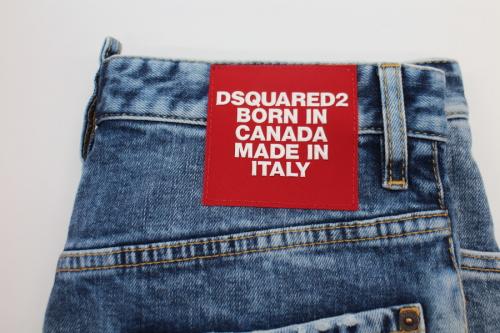 DSQUARED2
BORN IN
CANADA
MADE IN
ITALY